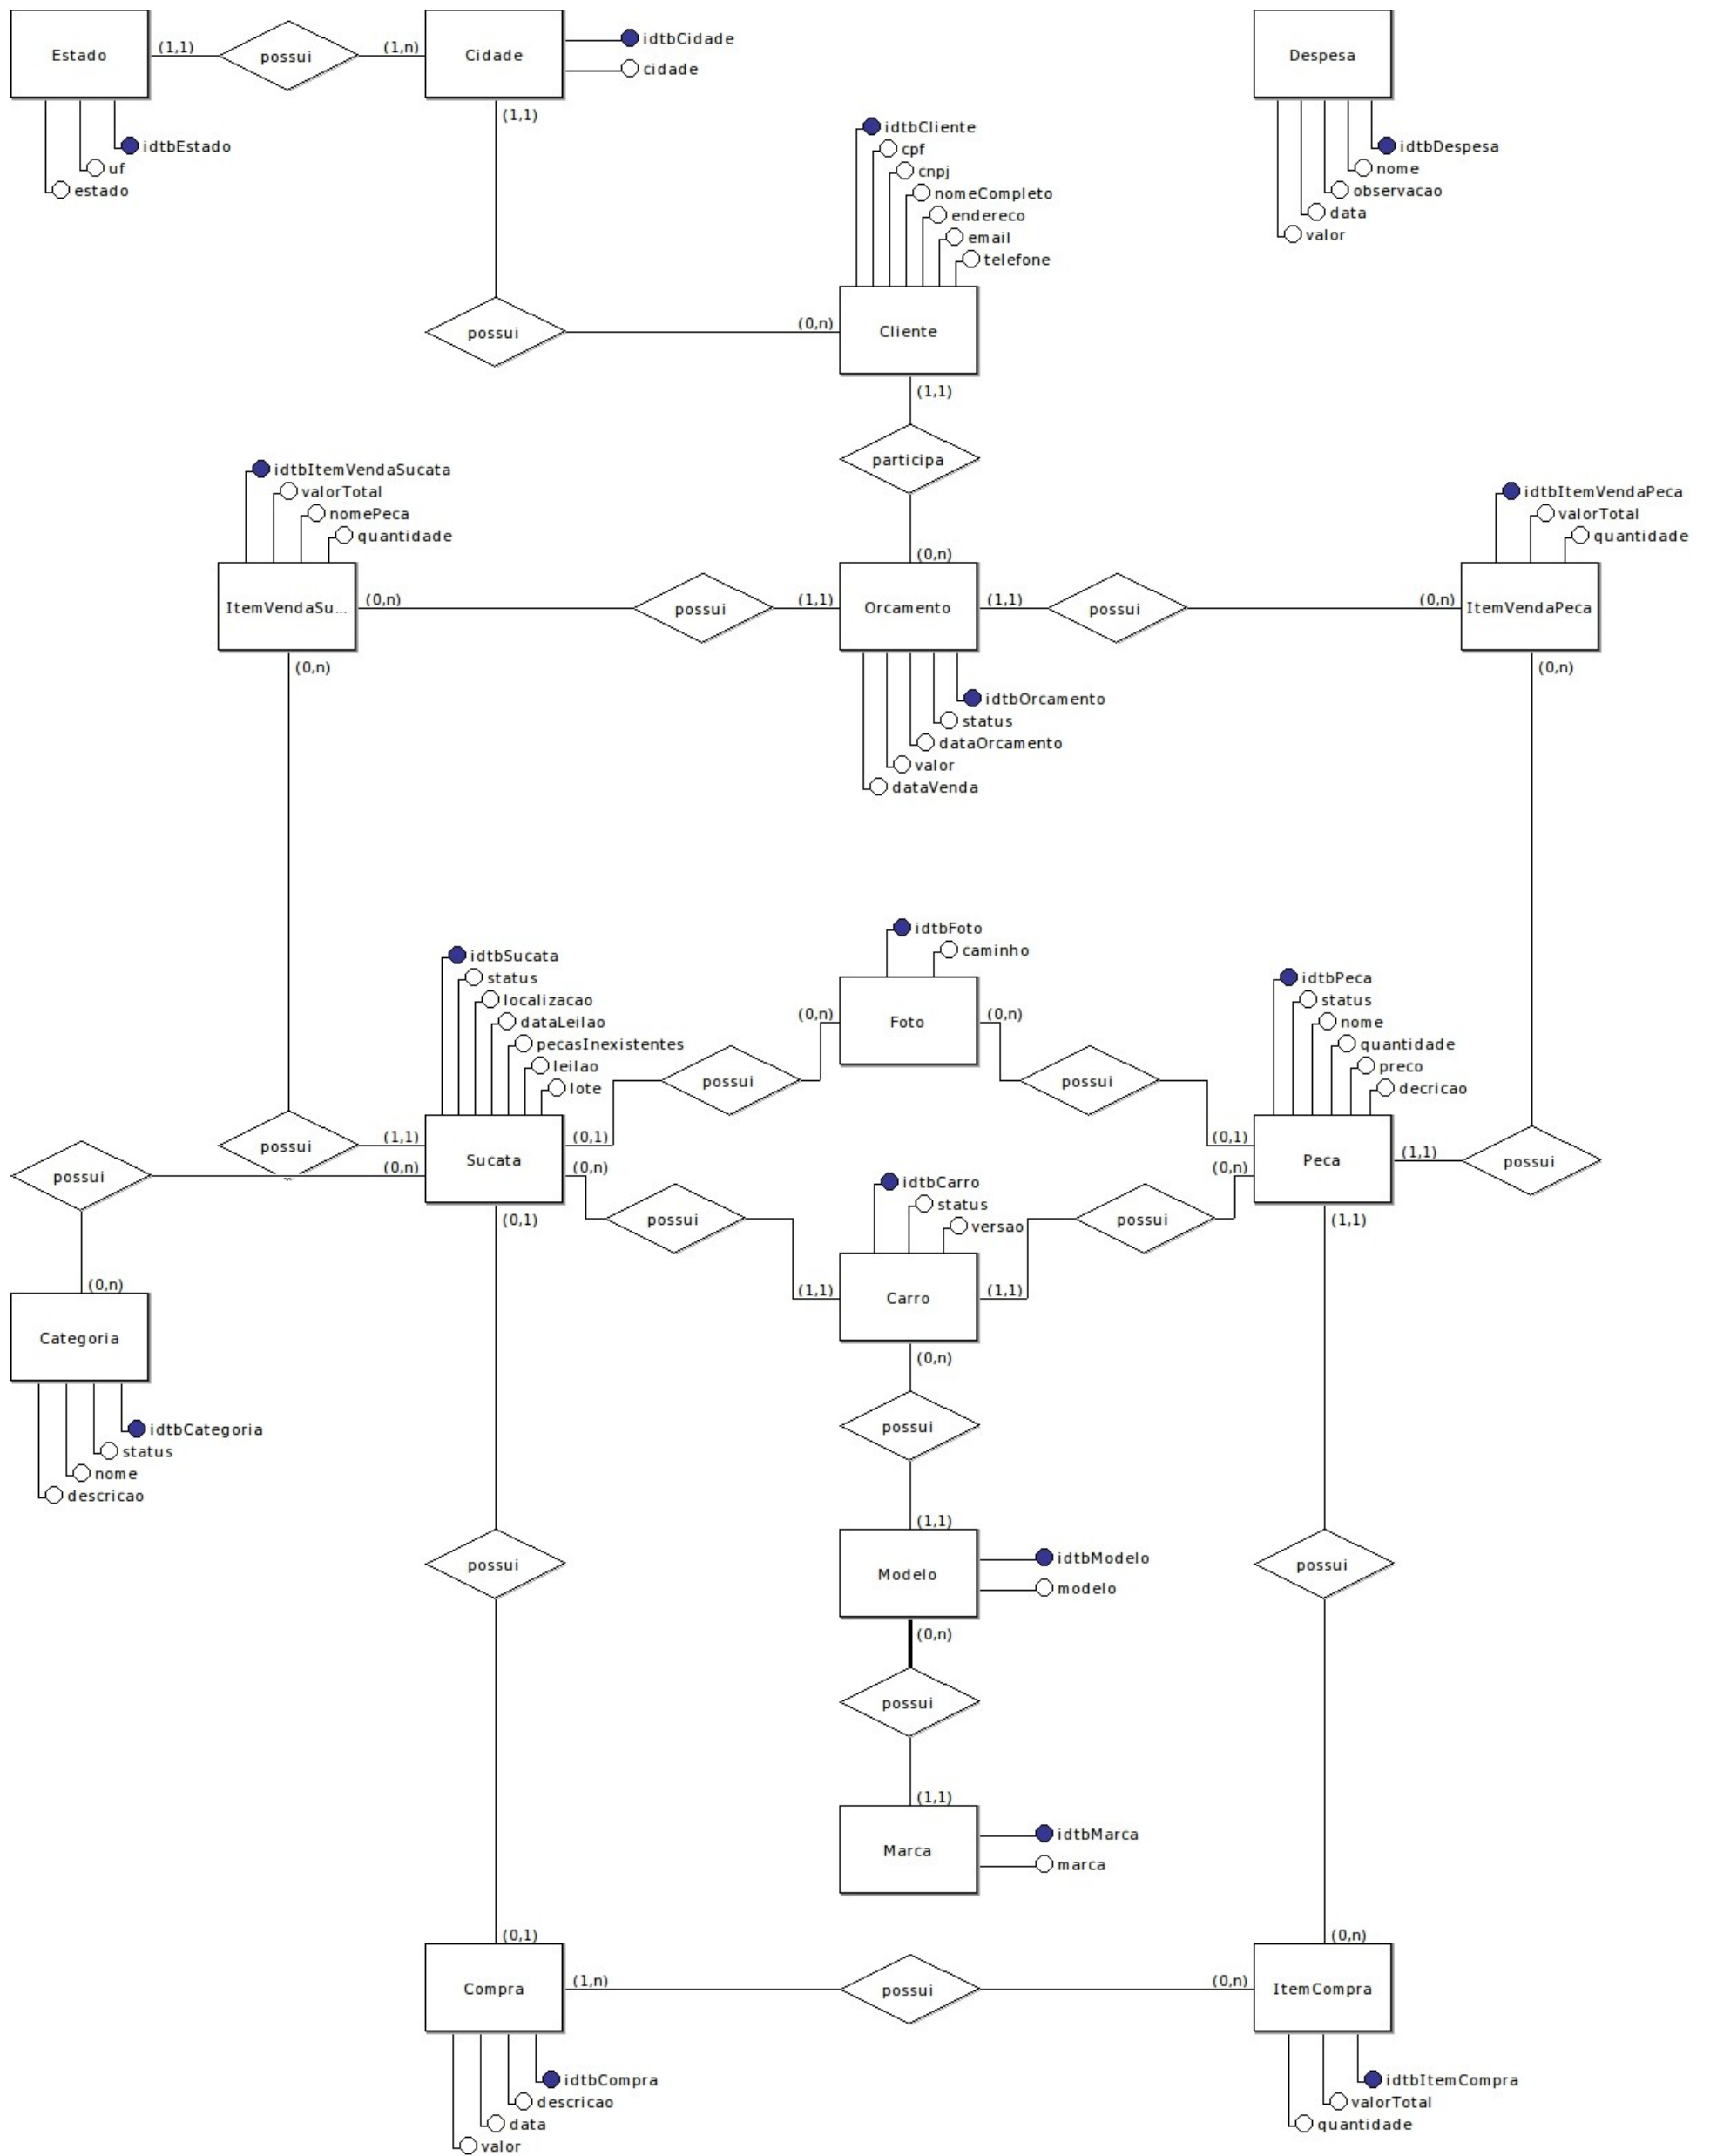 Estado
(1,1)
possui
(1,n)
Cidade
idtbCidade
cidade
Despesa
(1,1)
idtbEstado
uf
estado
idtbCliente
cpf
cnpj
nomeCompleto
endereco
email
telefone
idtbDespesa
nome
observacao
data
valor
possui
(0,n)
Cliente
(1,1)
participa
(0,n)
idtbItemVendaSucata
valorTotal
nomePeca
quantidade
idtbItemVendaPeca
valorTotal
quantidade
ItemVendaSu...
(0,n)
possui
(1,1)
Orcamento
(1,1)
possui
(0,n)
ItemVendaPeca
(0,n)
(0,n)
idtbOrcamento
status
dataOrcamento
valor
dataVenda
idtbFoto
caminho
idtbSucata
status
localizacao
dataLeilao
pecasInexistentes
leilao
lote
(0,n)
Foto
(0,n)
idtbPeca
status
nome
quantidade
preco
decricao
possui
possui
possui
(1,1)
(0,1)
(0,1)
possui
(0,n)
Sucata
(0,n)
(0,n)
Peca
(1,1)
possui
idtbCarro
status
versao
(0,1)
possui
possui
(1,1)
(0,n)
Categoria
(1,1)
Carro
(1,1)
(0,n)
idtbCategoria
status
nome
descricao
possui
(1,1)
possui
possui
Modelo
idtbModelo
modelo
(0,n)
possui
(1,1)
Marca
idtbMarca
marca
(0,1)
(0,n)
Compra
(1,n)
possui
(0,n)
ItemCompra
idtbCompra
descricao
data
valor
idtbItemCompra
valorTotal
quantidade